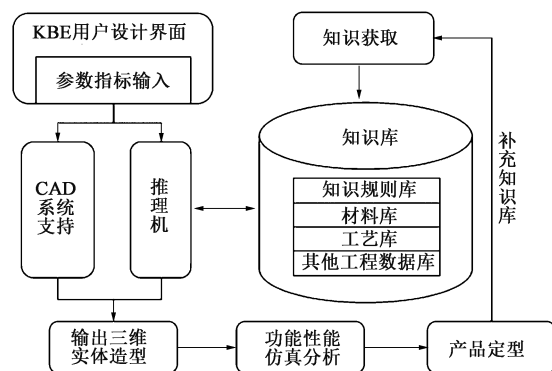 KBE用户设计界面
参数指标输入
知识获取
CAD
系统
支持
推
理
机
知识库
知识规则库
材料库
工艺库
其他工程数据库
补充知识库
输出三维
实体造型
功能性能
仿真分析
产品定型